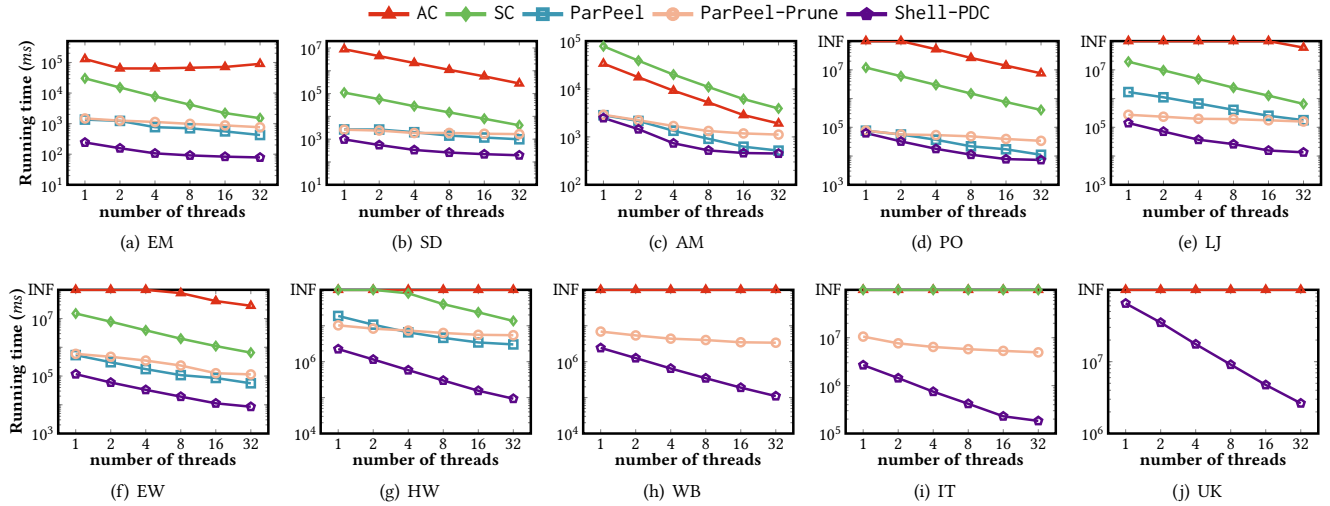 AC SC ParPeel ParPeel-Prune Shell-PDC
Running time (ms)
10^5
10^4
10^3
10^2
10^1
1 2 4 8 16 32
number of threads
(a) EM
10^7
10^5
10^3
10^1
1 2 4 8 16 32
number of threads
(b) SD
10^5
10^4
10^3
10^2
1 2 4 8 16 32
number of threads
(c) AM
INF
10^7
10^5
10^3
1 2 4 8 16 32
number of threads
(d) PO
INF
10^7
10^5
10^3
1 2 4 8 16 32
number of threads
(e) LJ
Running time (ms)
INF
10^7
10^5
10^3
1 2 4 8 16 32
number of threads
(f) EW
INF
10^6
10^4
1 2 4 8 16 32
number of threads
(g) HW
INF
10^6
10^4
1 2 4 8 16 32
number of threads
(h) WB
INF
10^7
10^6
10^5
1 2 4 8 16 32
number of threads
(i) IT
INF
10^7
10^6
1 2 4 8 16 32
number of threads
(j) UK